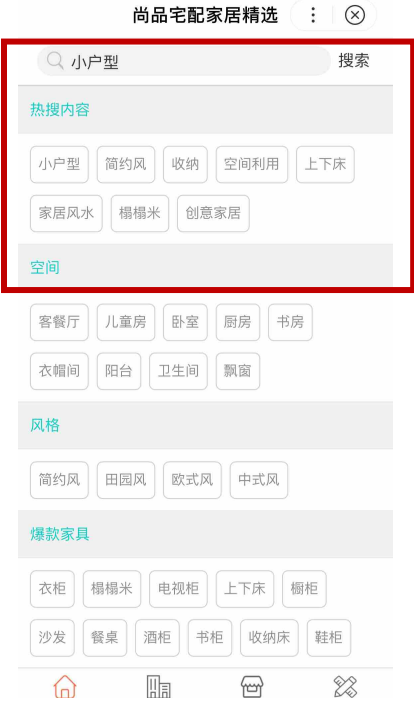 尚品宅配家居精选
小户型 搜索
热搜内容
小户型 简约风 收纳 空间利用 上下床
家居风水 榻榻米 创意家居
空间
客餐厅 儿童房 卧室 厨房 书房
衣帽间 阳台 卫生间 飘窗
风格
简约风 田园风 欧式风 中式风
爆款家具
衣柜 榻榻米 电视柜 上下床 橱柜
沙发 餐桌 酒柜 书柜 收纳床 鞋柜